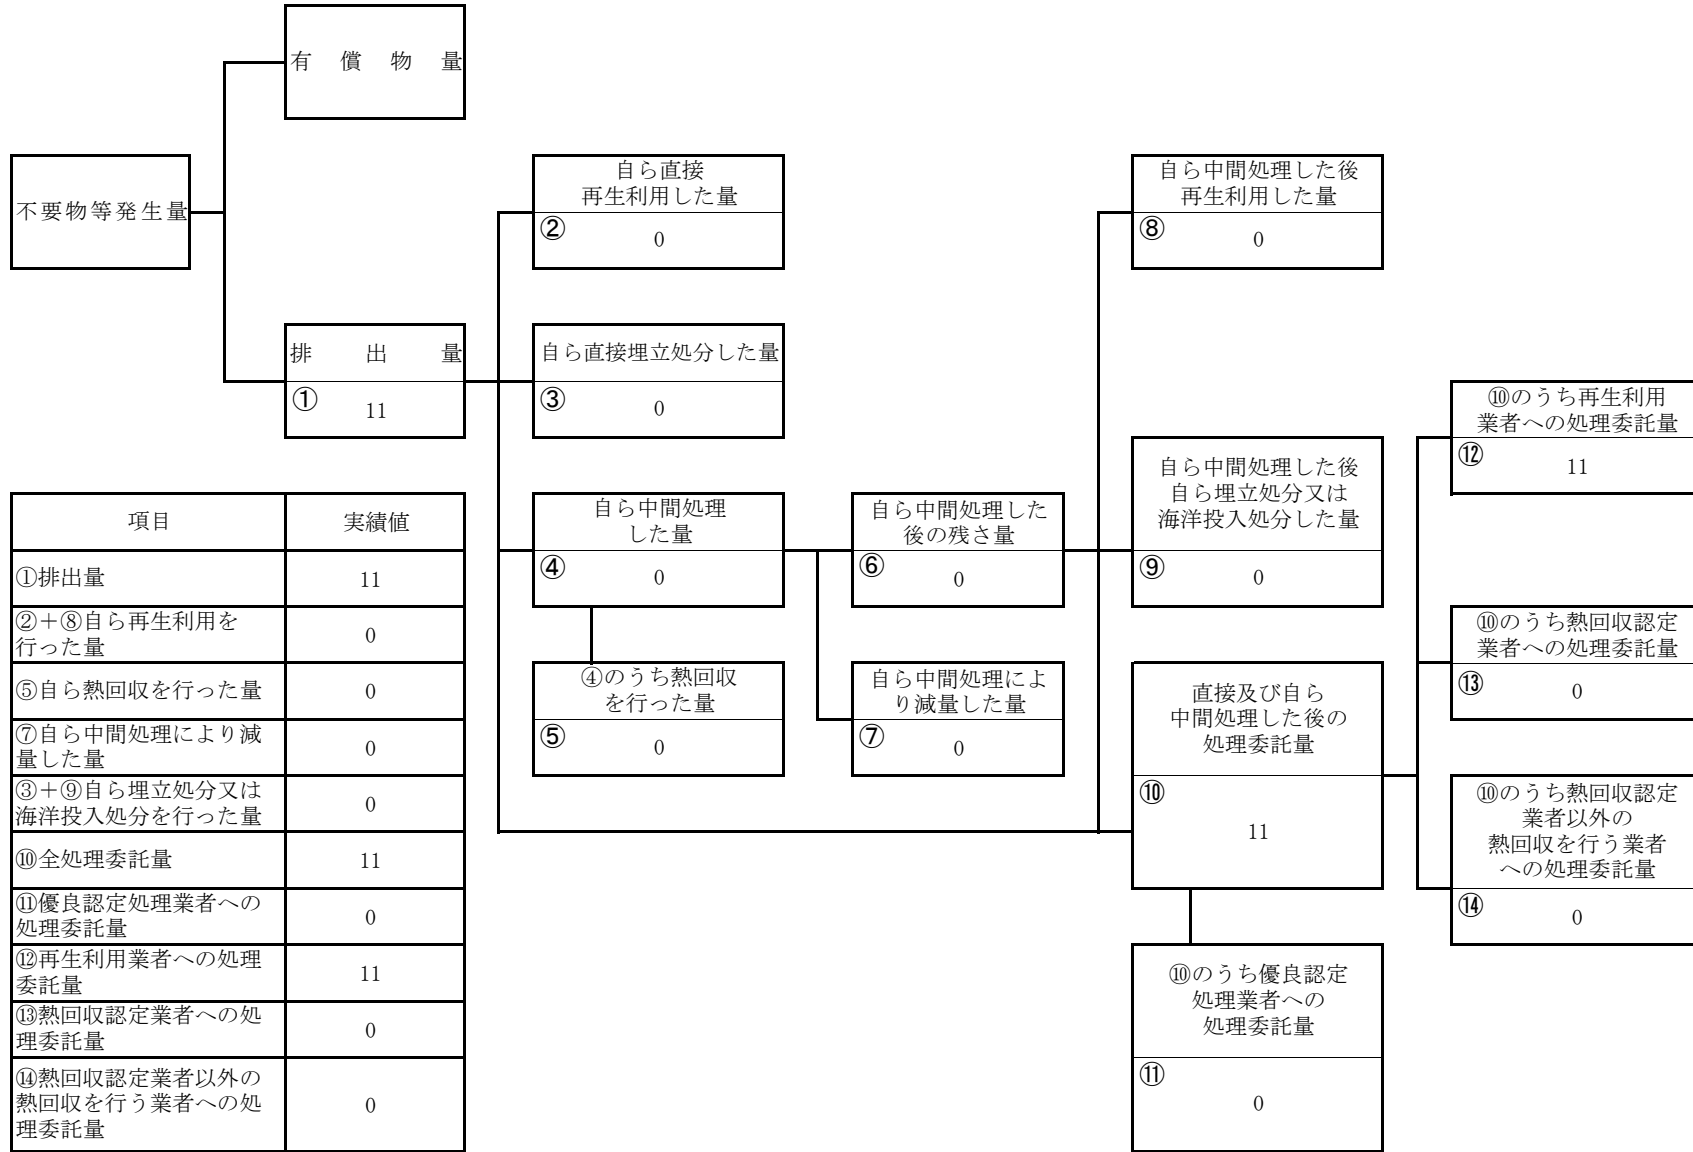 有償物量
不要物等発生量
排出量
①
11
自ら直接
再生利用した量
②
0
自ら直接埋立処分した量
③
0
自ら中間処理
した量
④
0
④のうち熱回収
を行った量
⑤
0
自ら中間処理した
後の残さ量
⑥
0
自ら中間処理によ
り減量した量
⑦
0
自ら中間処理した後
再生利用した量
⑧
0
自ら中間処理した後
自ら埋立処分又は
海洋投入処分した量
⑨
0
直接及び自ら
中間処理した後の
処理委託量
⑩
11
⑩のうち優良認定
処理業者への
処理委託量
⑪
0
⑩のうち再生利用
業者への処理委託量
⑫
11
⑩のうち熱回収認定
業者への処理委託量
⑬
0
⑩のうち熱回収認定
業者以外の
熱回収を行う業者
への処理委託量
⑭
0
項目 実績値
①排出量 11
②+⑧自ら再生利用を
行った量 0
⑤自ら熱回収を行った量 0
⑦自ら中間処理により減
量した量 0
③+⑨自ら埋立処分又は
海洋投入処分を行った量 0
⑩全処理委託量 11
⑪優良認定処理業者への
処理委託量 0
⑫再生利用業者への処理
委託量 11
⑬熱回収認定業者への処
理委託量 0
⑭熱回収認定業者以外の
熱回収を行う業者への処
理委託量 0